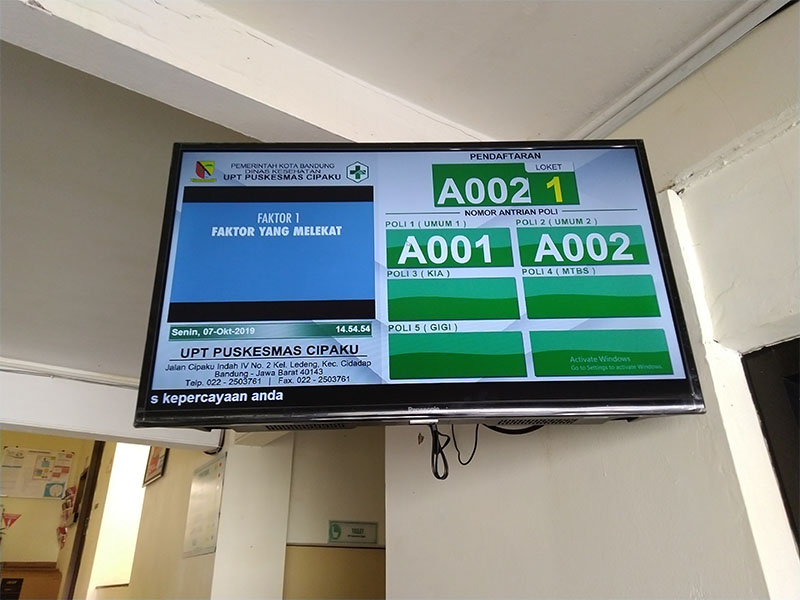 PEMERINTAH KOTA BANDUNG
DINAS KESEHATAN
UPT PUSKESMAS CIPAKU
FAKTOR 1
FAKTOR YANG MELEKAT
Senin, 07-Okt-2019 14.54.54
UPT PUSKESMAS CIPAKU
Jalan Cipaku Indah IV No. 2 Kel. Ledeng, Kec. Cidadap
Bandung - Jawa Barat 40143
Telp. 022 - 2503761 | Fax. 022 - 2503761
PENDAFTARAN
LOKET
A002 1
NOMOR ANTRIAN POLI
POLI 1 ( UMUM 1 ) POLI 2 ( UMUM 2 )
A001 A002
POLI 3 ( KIA ) POLI 4 ( MTBS )
POLI 5 ( GIGI )
Activate Windows
Go to Settings to activate Windows.
s kepercayaan anda
Panasonic